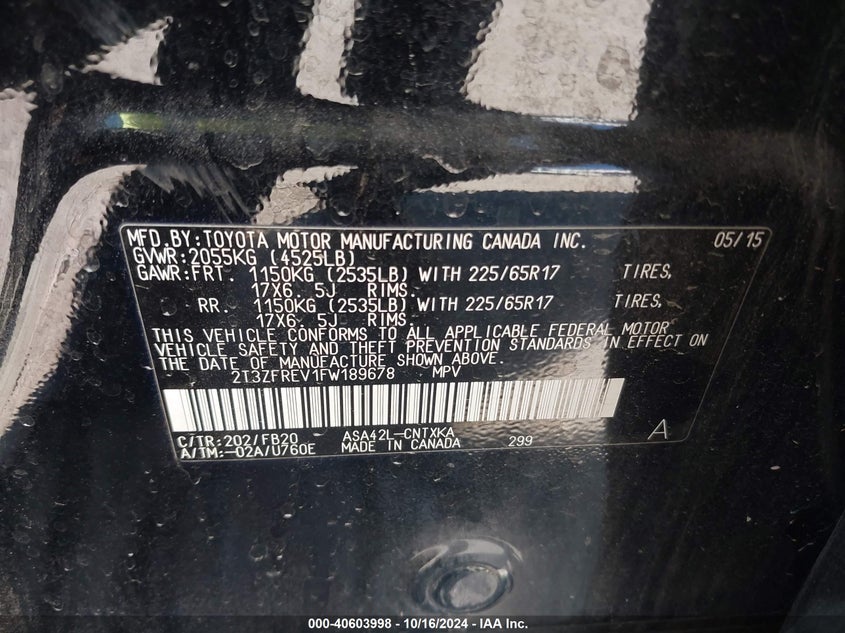 MFD.BY:TOYOTA MOTOR MANUFACTURING CANADA INC. 05/15
GVWR:2055KG (4525LB)
GAWR:FRT. 1150KG (2535LB) WITH 225/65R17 TIRES,
17X6. 5J RIMS.
RR. 1150KG (2535LB) WITH 225/65R17 TIRES,
17X6. 5J RIMS.
THIS VEHICLE CONFORMS TO ALL APPLICABLE FEDERAL MOTOR
VEHICLE SAFETY AND THEFT PREVENTION STANDARDS IN EFFECT ON
THE DATE OF MANUFACTURE SHOWN ABOVE.
2T3ZFREV1FW189678 MPV
C/TR:202/FB20 ASA42L-CNTXKA A
A/TM:-02A/U760E MADE IN CANADA 299
000-40603998 - 10/16/2024 - IAA Inc.